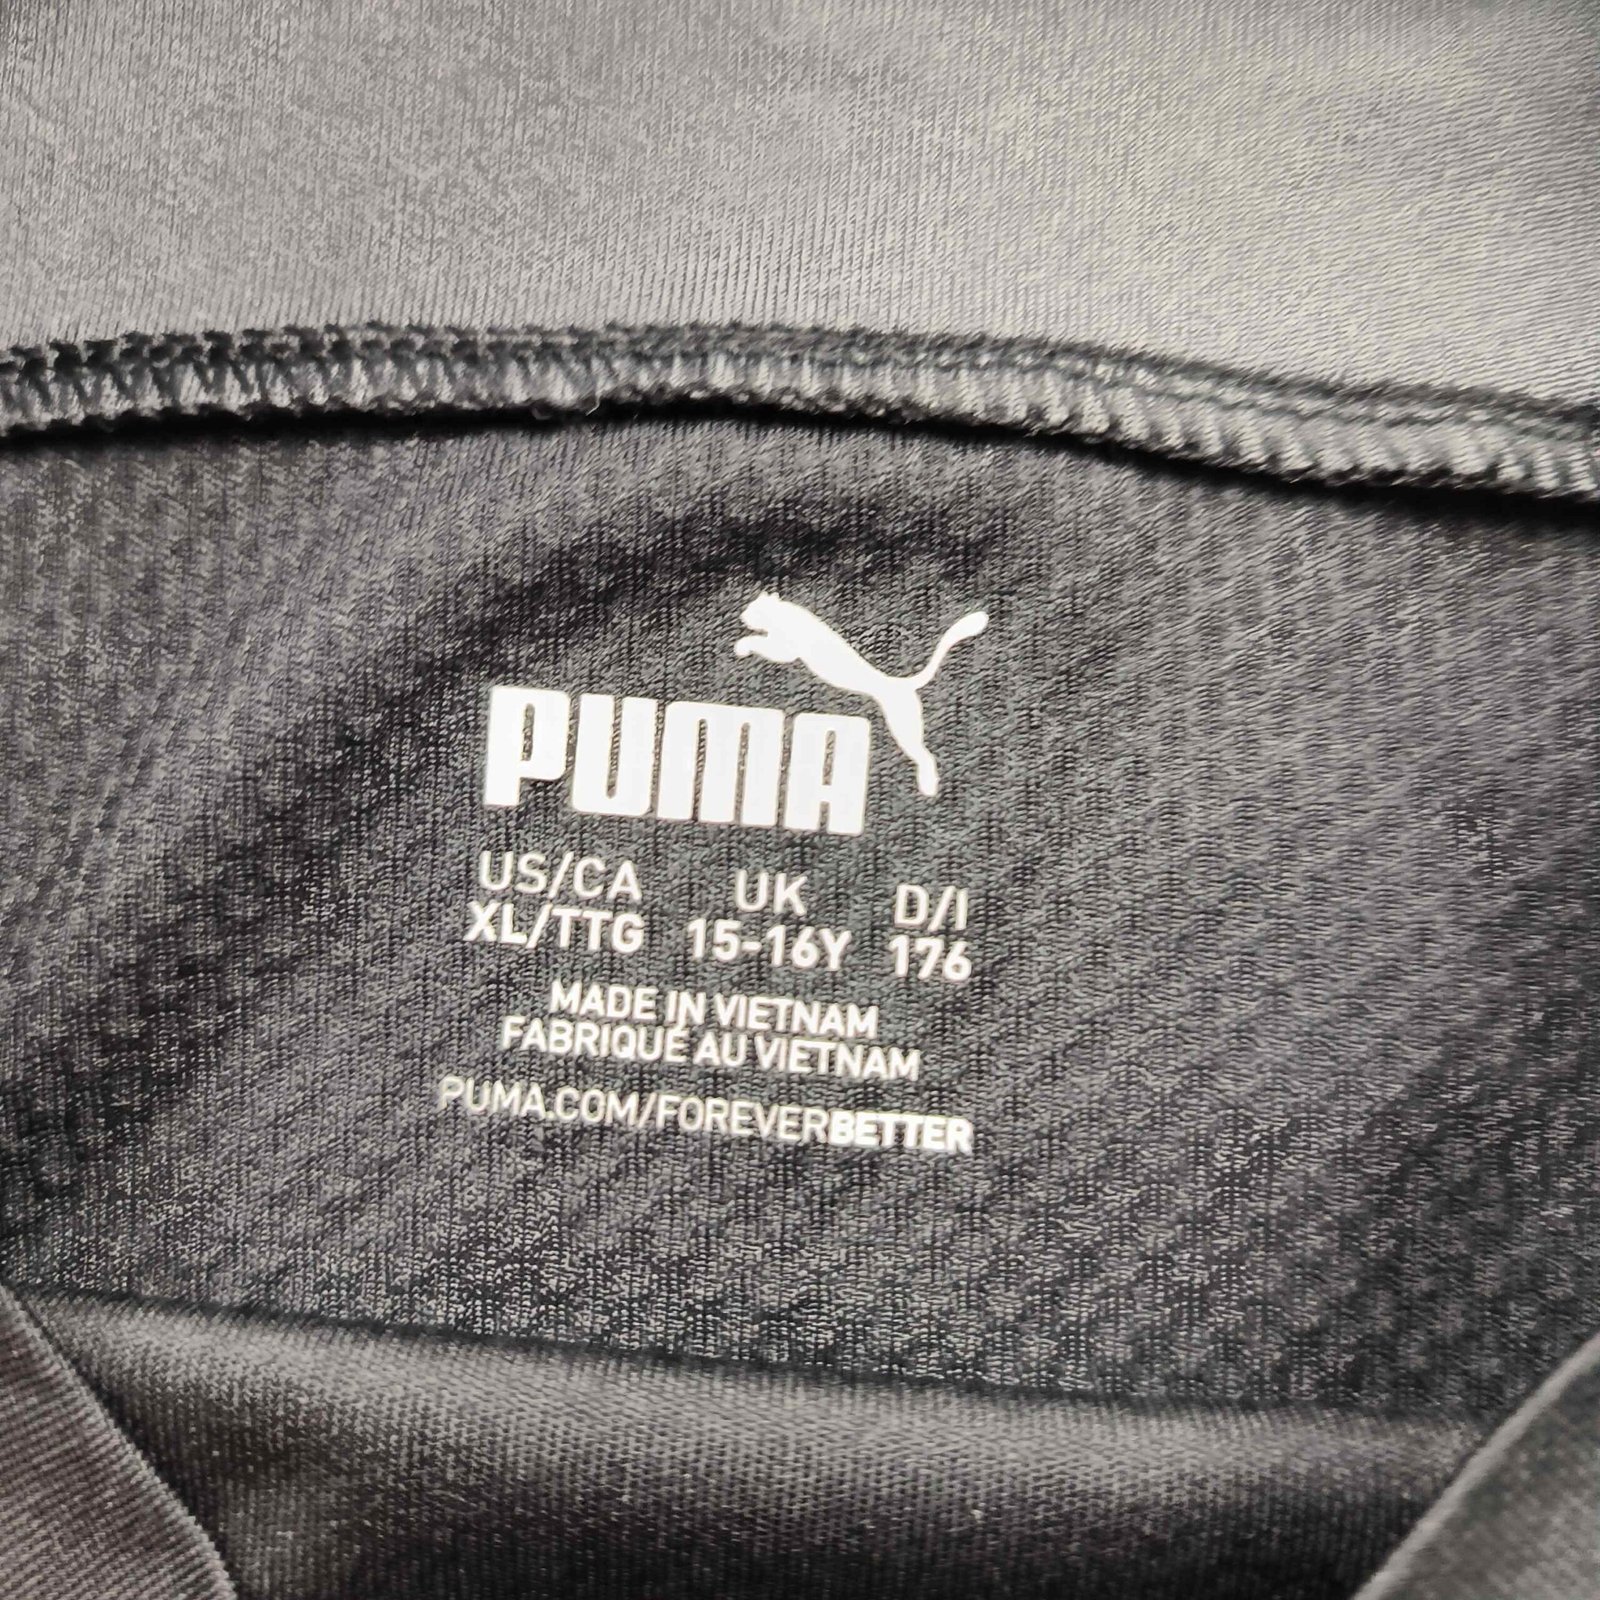 PUMA
US/CA UK D/I
XL/TTG 15-16Y 176
MADE IN VIETNAM
FABRIQUÉ AU VIETNAM
PUMA.COM/FOREVERBETTER